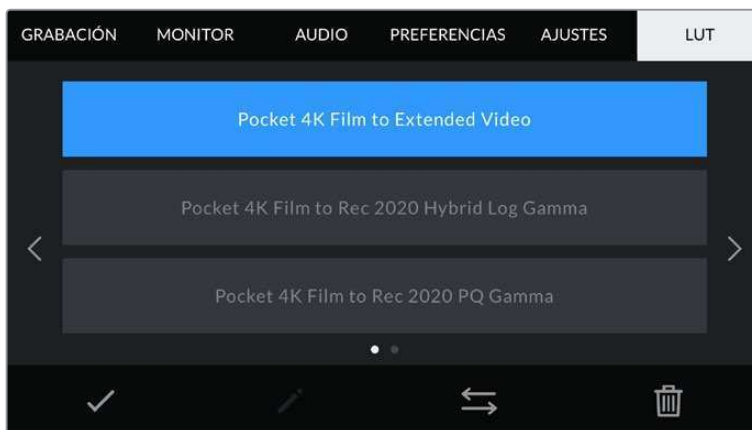 GRABACIÓN MONITOR AUDIO PREFERENCIAS AJUSTES LUT
Pocket 4K Film to Extended Video
Pocket 4K Film to Rec 2020 Hybrid Log Gamma
Pocket 4K Film to Rec 2020 PQ Gamma